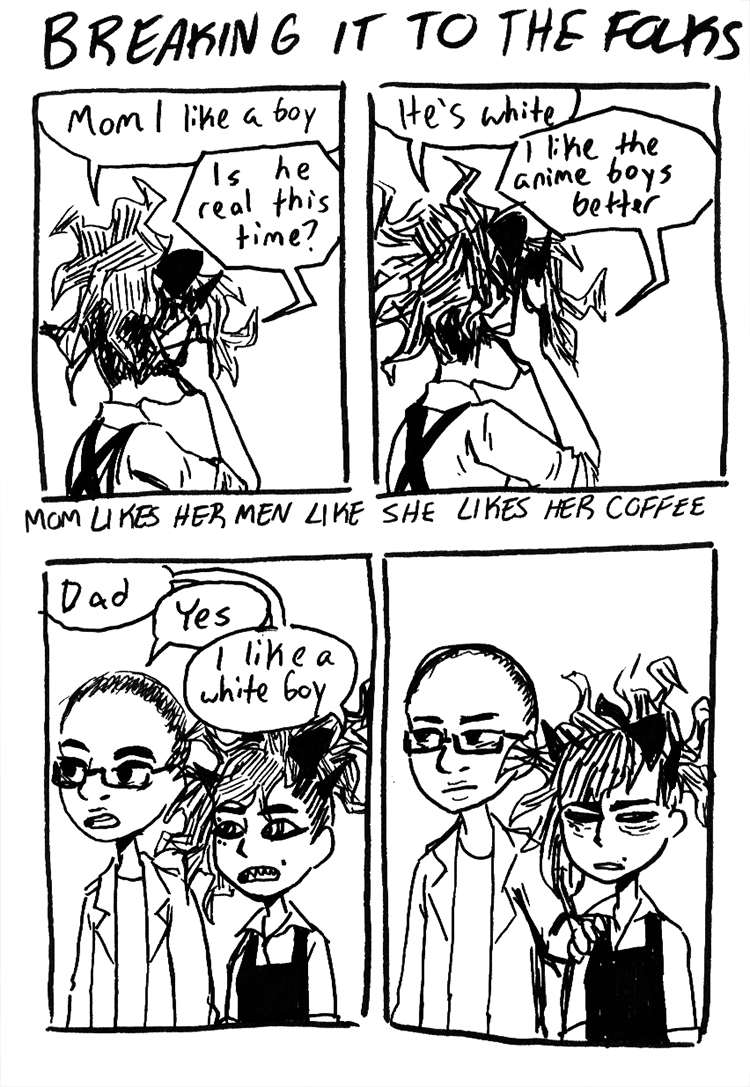 BREAKING IT TO THE FOLKS
Mom I like a boy
Is he
real this
time?
He's white
I like the
anime boys
better
MOM LIKES HER MEN LIKE SHE LIKES HER COFFEE
Dad
Yes
I like a
white boy